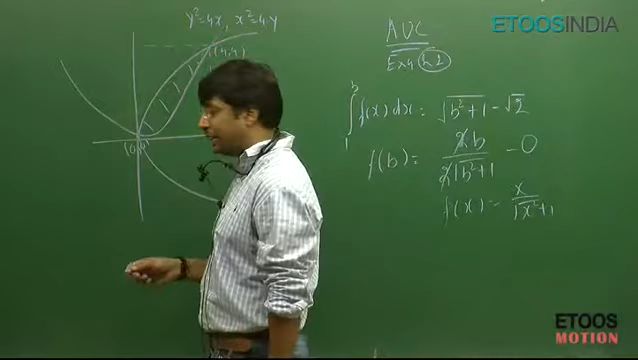 y²=4x, x²=4y
(4,4)
(0,0)
AUC
Ex4 h2
∫₁ᵇ f(x) dx = √b²+1 - √2
f(b) = 2b / 2√b²+1 - 0
f(x) = x / √x²+1
ETOOSINDIA
ETOOS
MOTION